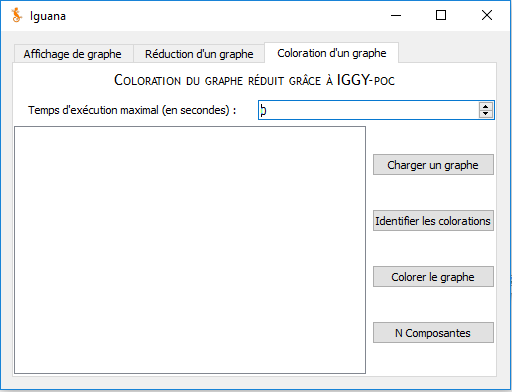 Iguana
Affichage de graphe
Réduction d'un graphe
Coloration d'un graphe
Coloration du graphe réduit grâce à IGGY-poc
Temps d'exécution maximal (en secondes) :
Charger un graphe
Identifier les colorations
Colorer le graphe
N Composantes